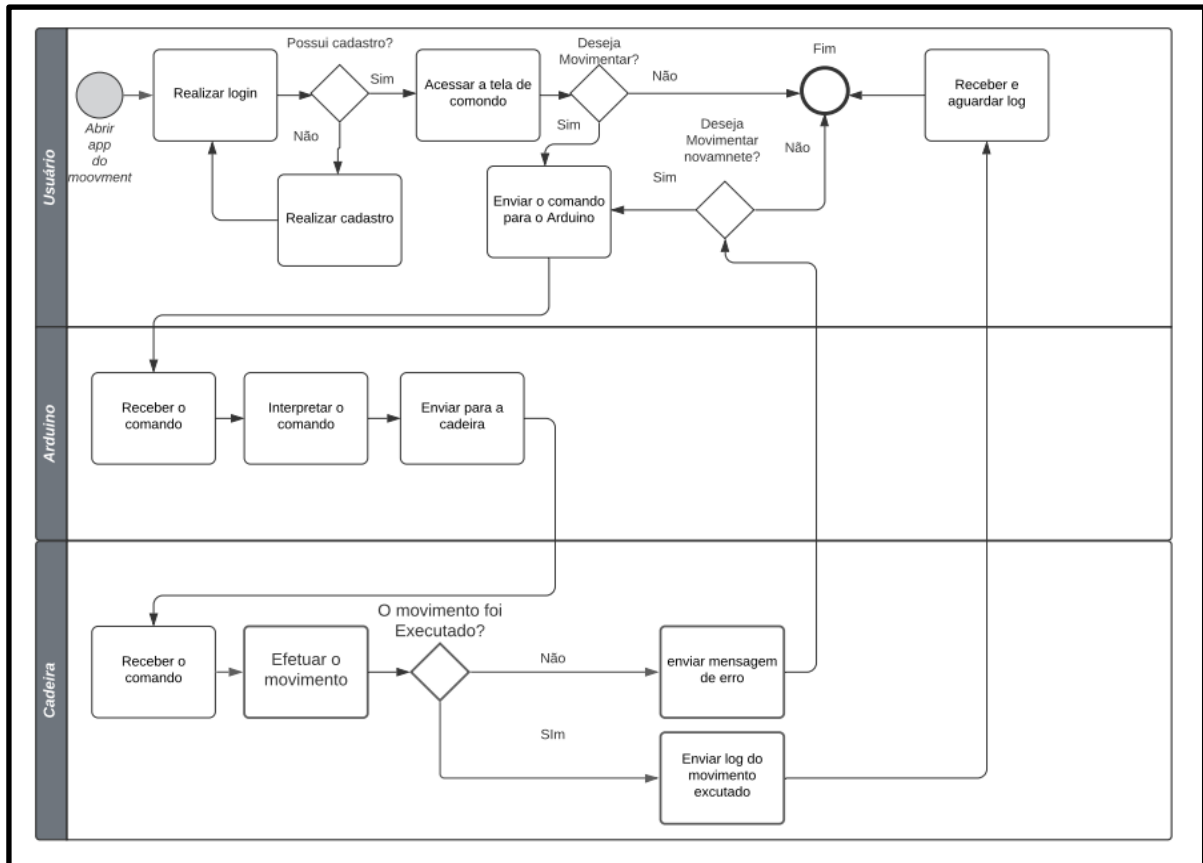 Usuário
Abrir
app
do
moovment
Realizar login
Possui cadastro?
Sim
Não
Realizar cadastro
Acessar a tela de
comondo
Deseja
Movimentar?
Não
Sim
Enviar o comando
para o Arduino
Fim
Deseja
Movimentar
novamnete?
Sim
Não
Receber e
aguardar log
Arduino
Receber o
comando
Interpretar o
comando
Enviar para a
cadeira
Cadeira
Receber o
comando
Efetuar o
movimento
O movimento foi
Executado?
Não
SIm
enviar mensagem
de erro
Enviar log do
movimento
excutado